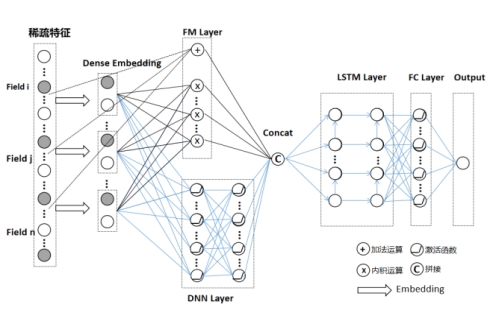 稀疏特征
FM Layer
Dense Embedding
LSTM Layer
FC Layer
Output
Field i
Concat
C
Field j
Field n
DNN Layer
+ 加法运算
激活函数
x 内积运算
C 拼接
Embedding